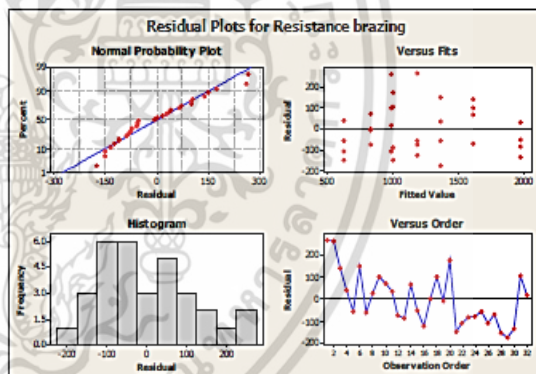 Residual Plots for Resistance brazing
Normal Probability Plot
Versus Fits
99
90
50
10
1
Percent
-300
-150
0
150
300
Residual
200
100
0
-100
-200
Residual
500
1000
1500
2000
Fitted Value
Histogram
Versus Order
6.0
4.5
3.0
1.5
0.0
Frequency
-200
-100
0
100
200
Residual
200
100
0
-100
-200
Residual
2 4 6 8 10 12 14 16 18 20 22 24 26 28 30 32
Observation Order